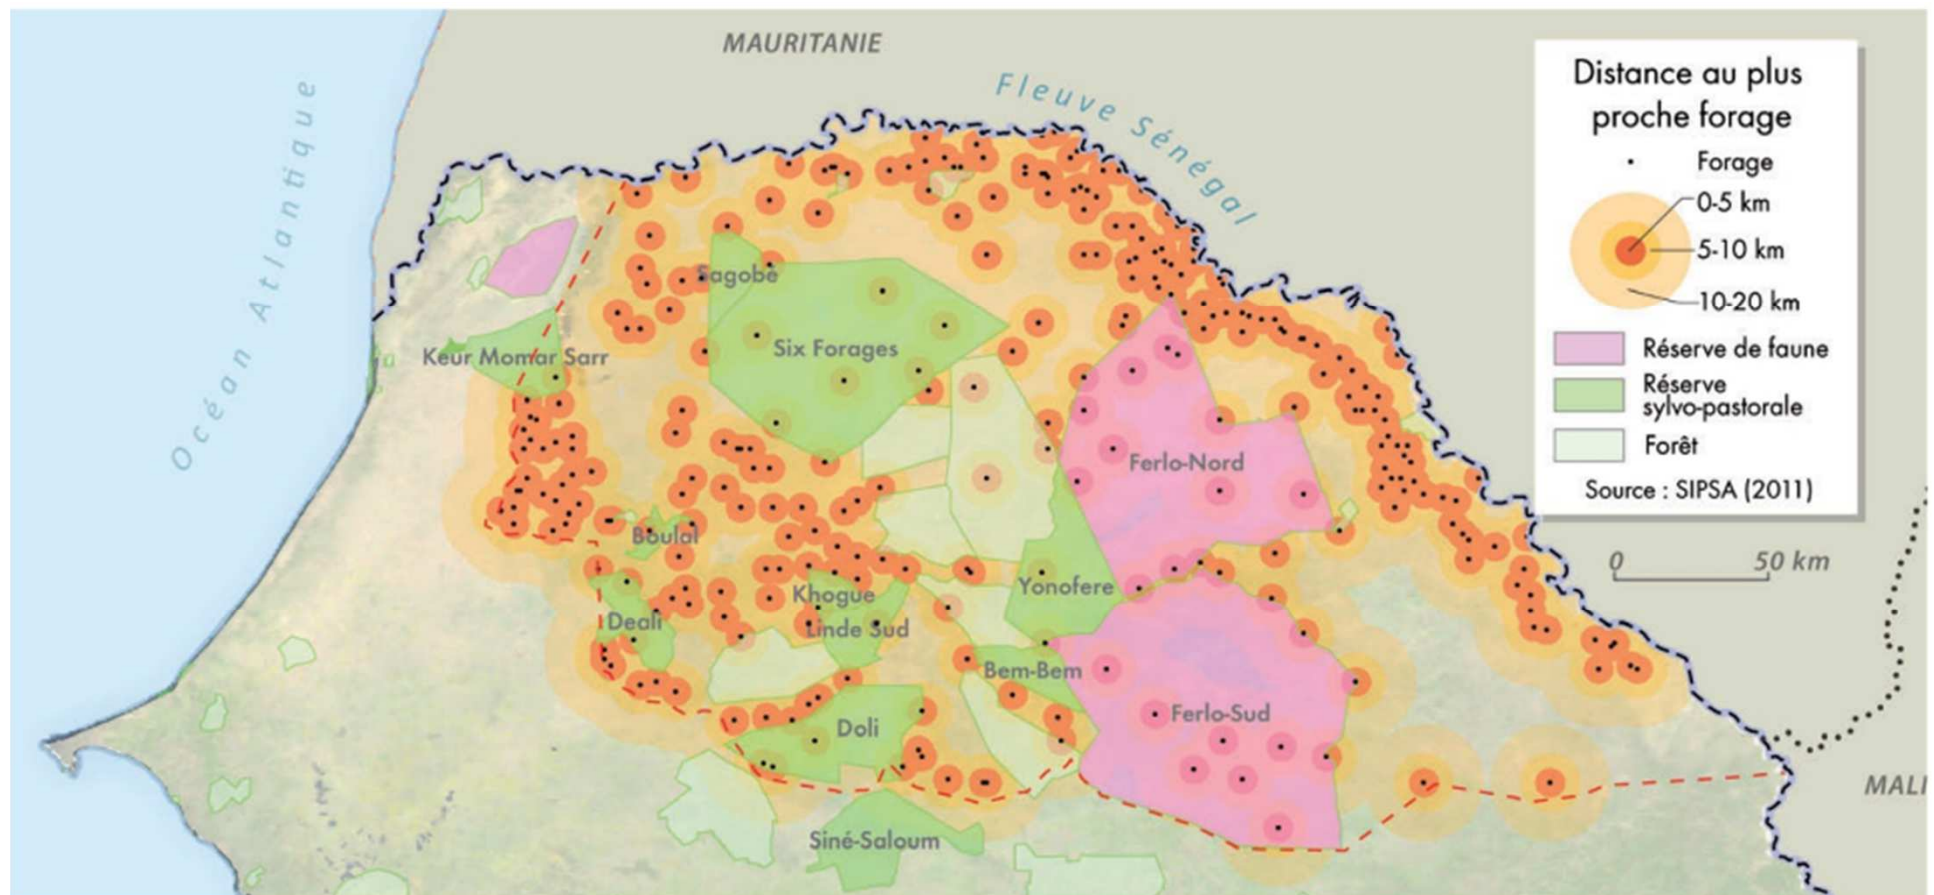 MAURITANIE
Fleuve Sénégal
Océan Atlantique
Distance au plus
proche forage
Forage
0-5 km
5-10 km
10-20 km
Réserve de faune
Réserve
sylvo-pastorale
Forêt
Source : SIPSA (2011)
Sagobé
Keur Momar Sarr
Six Forages
Ferlo-Nord
Boulal
0 50 km
Yonofere
Khogue
Deali
Linde Sud
Bem-Bem
Ferlo-Sud
Doli
MALI
Siné-Saloum